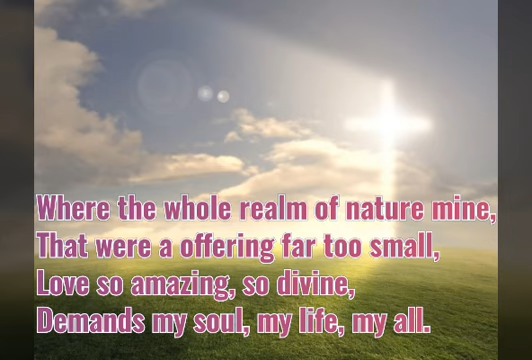 Where the whole realm of nature mine,
That were a offering far too small,
Love so amazing, so divine,
Demands my soul, my life, my all.